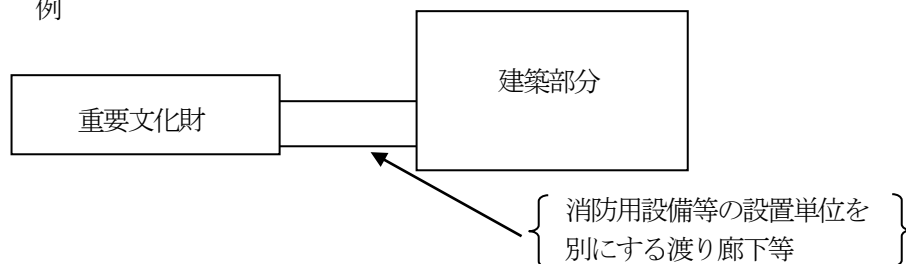 例
建築部分
重要文化財
消防用設備等の設置単位を
別にする渡り廊下等